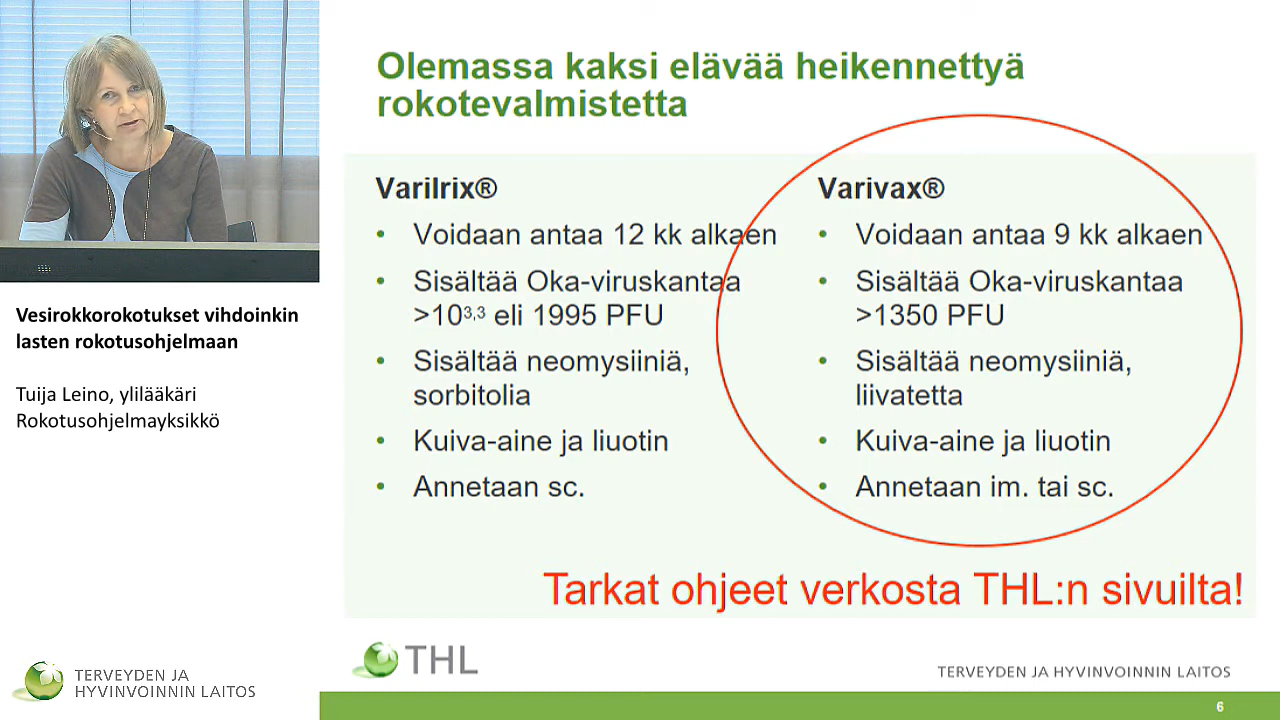 Olemassa kaksi elävää heikennettyä
rokotevalmistetta
Varilrix®
• Voidaan antaa 12 kk alkaen
• Sisältää Oka-viruskantaa
>10³,³ eli 1995 PFU
• Sisältää neomysiiniä,
sorbitolia
• Kuiva-aine ja liuotin
• Annetaan sc.
Varivax®
• Voidaan antaa 9 kk alkaen
• Sisältää Oka-viruskantaa
>1350 PFU
• Sisältää neomysiiniä,
liivatetta
• Kuiva-aine ja liuotin
• Annetaan im. tai sc.
Tarkat ohjeet verkosta THL:n sivuilta!
Vesirokkorokotukset vihdoinkin
lasten rokotusohjelmaan
Tuija Leino, ylilääkäri
Rokotusohjelmayksikkö
TERVEYDEN JA
HYVINVOINNIN LAITOS
THL
TERVEYDEN JA HYVINVOINNIN LAITOS
6